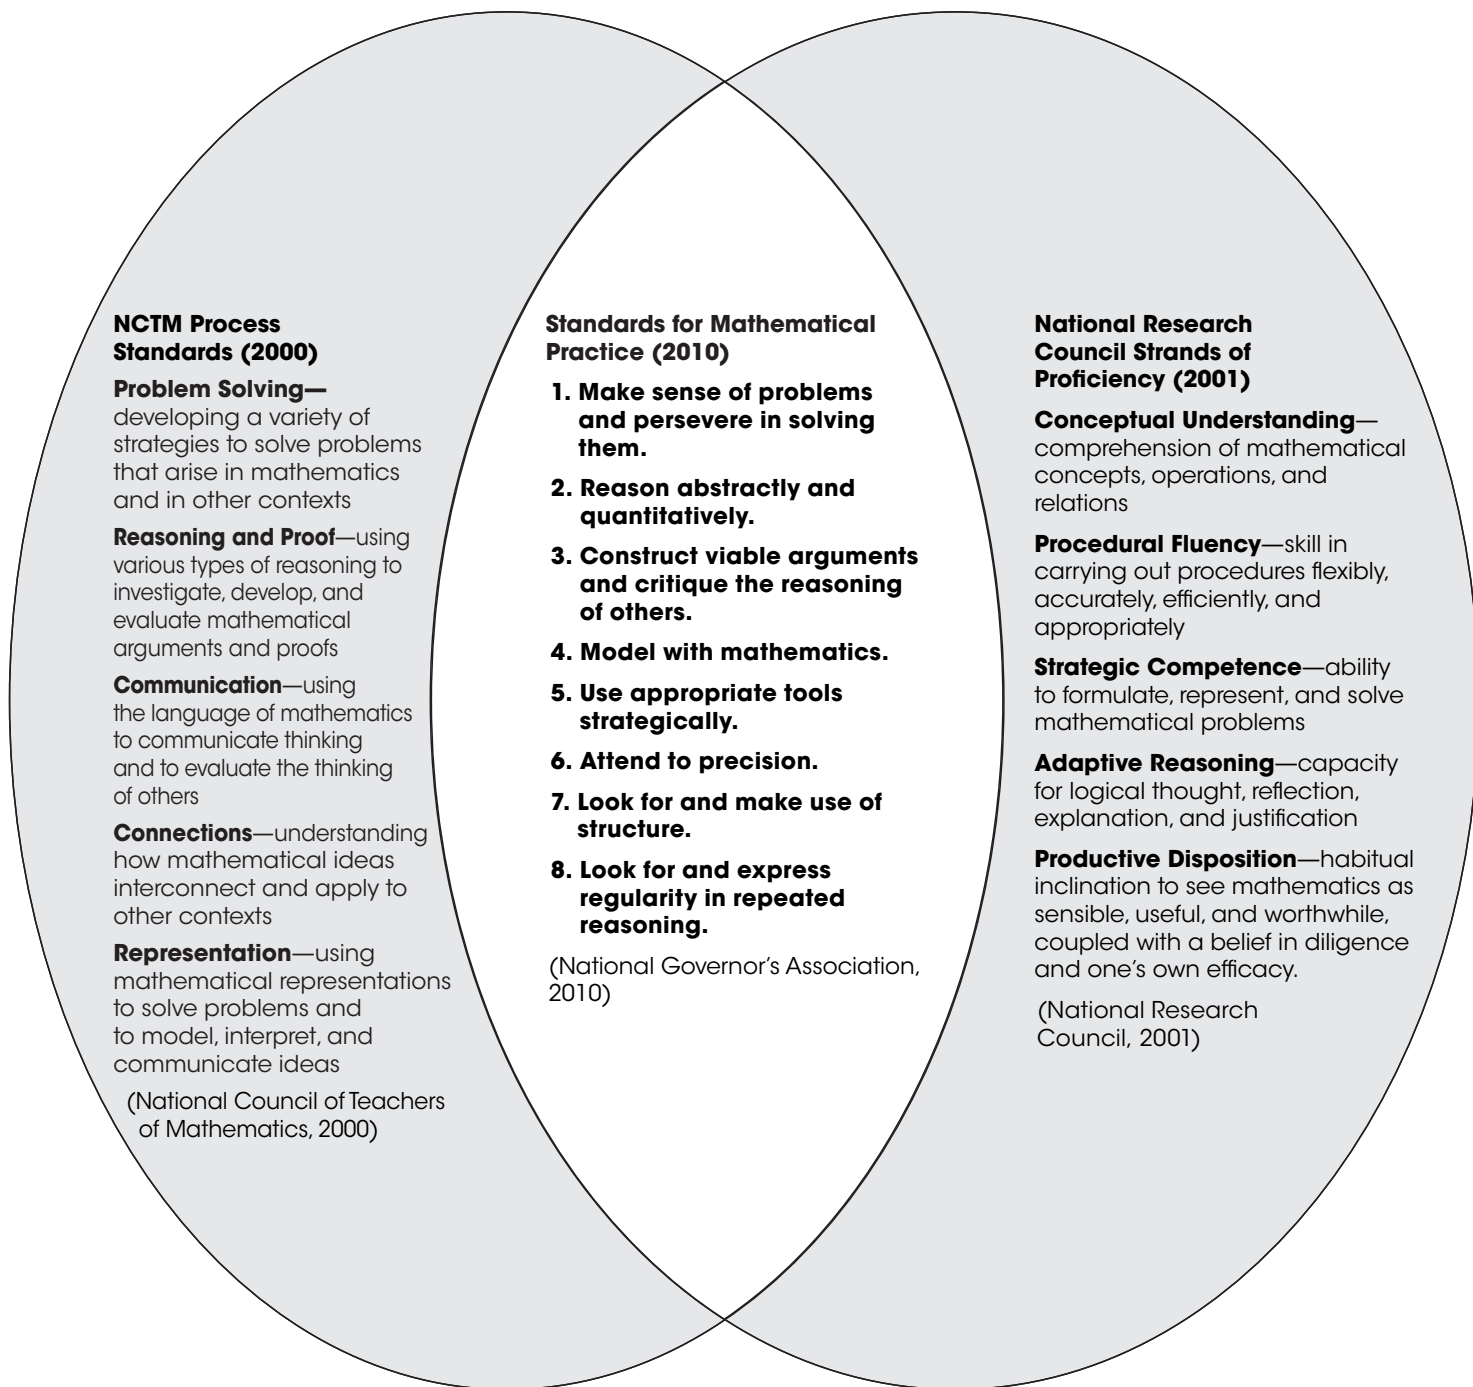 NCTM Process
Standards (2000)
Problem Solving—
developing a variety of
strategies to solve problems
that arise in mathematics
and in other contexts
Reasoning and Proof—using
various types of reasoning to
investigate, develop, and
evaluate mathematical
arguments and proofs
Communication—using
the language of mathematics
to communicate thinking
and to evaluate the thinking
of others
Connections—understanding
how mathematical ideas
interconnect and apply to
other contexts
Representation—using
mathematical representations
to solve problems and
to model, interpret, and
communicate ideas
(National Council of Teachers
of Mathematics, 2000)
Standards for Mathematical
Practice (2010)
1. Make sense of problems
and persevere in solving
them.
2. Reason abstractly and
quantitatively.
3. Construct viable arguments
and critique the reasoning
of others.
4. Model with mathematics.
5. Use appropriate tools
strategically.
6. Attend to precision.
7. Look for and make use of
structure.
8. Look for and express
regularity in repeated
reasoning.
(National Governor's Association,
2010)
National Research
Council Strands of
Proficiency (2001)
Conceptual Understanding—
comprehension of mathematical
concepts, operations, and
relations
Procedural Fluency—skill in
carrying out procedures flexibly,
accurately, efficiently, and
appropriately
Strategic Competence—ability
to formulate, represent, and solve
mathematical problems
Adaptive Reasoning—capacity
for logical thought, reflection,
explanation, and justification
Productive Disposition—habitual
inclination to see mathematics as
sensible, useful, and worthwhile,
coupled with a belief in diligence
and one's own efficacy.
(National Research
Council, 2001)